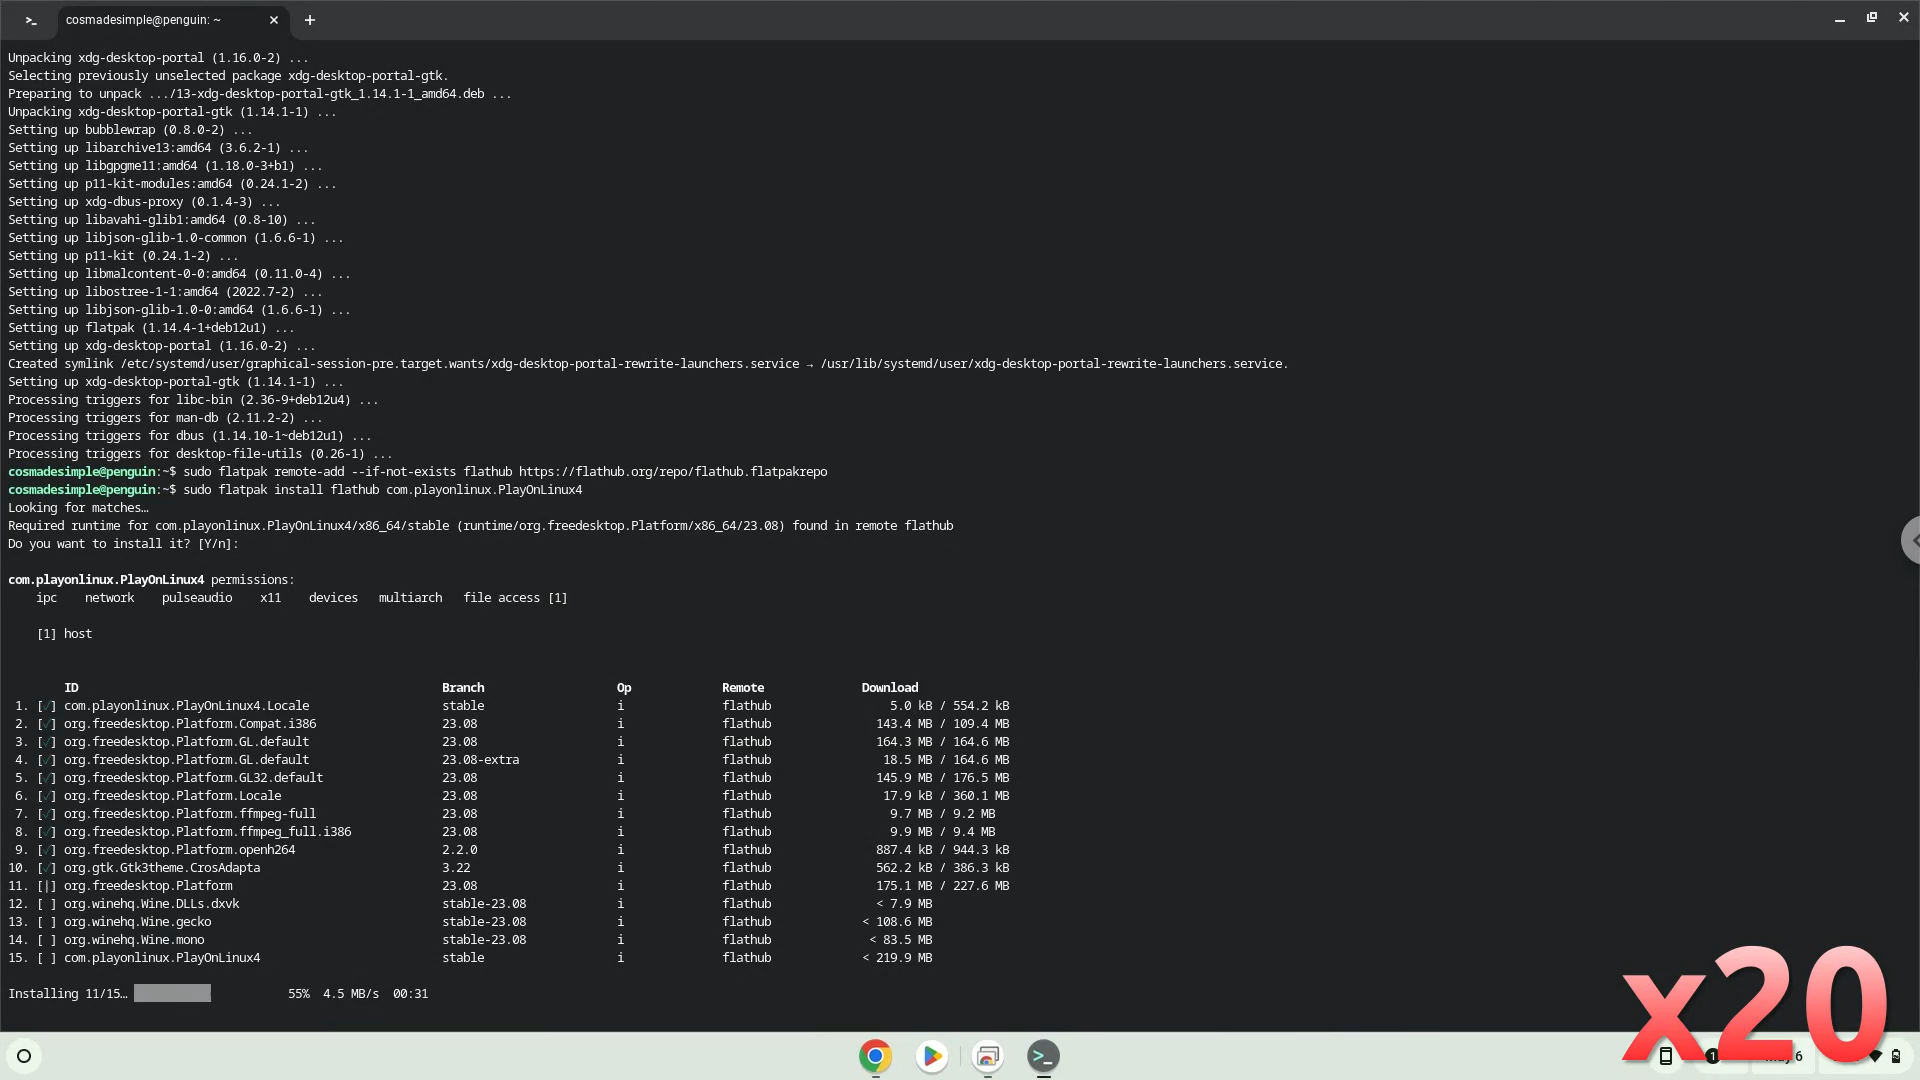 cosmadesimple@penguin: ~
Unpacking xdg-desktop-portal (1.16.0-2) ...
Selecting previously unselected package xdg-desktop-portal-gtk.
Preparing to unpack .../13-xdg-desktop-portal-gtk_1.14.1-1_amd64.deb ...
Unpacking xdg-desktop-portal-gtk (1.14.1-1) ...
Setting up bubblewrap (0.8.0-2) ...
Setting up libarchive13:amd64 (3.6.2-1) ...
Setting up libgpgme11:amd64 (1.18.0-3+b1) ...
Setting up p11-kit-modules:amd64 (0.24.1-2) ...
Setting up xdg-dbus-proxy (0.1.4-3) ...
Setting up libavahi-glib1:amd64 (0.8-10) ...
Setting up libjson-glib-1.0-common (1.6.6-1) ...
Setting up p11-kit (0.24.1-2) ...
Setting up libmalcontent-0-0:amd64 (0.11.0-4) ...
Setting up libostree-1-1:amd64 (2022.7-2) ...
Setting up libjson-glib-1.0-0:amd64 (1.6.6-1) ...
Setting up flatpak (1.14.4-1+deb12u1) ...
Setting up xdg-desktop-portal (1.16.0-2) ...
Created symlink /etc/systemd/user/graphical-session-pre.target.wants/xdg-desktop-portal-rewrite-launchers.service → /usr/lib/systemd/user/xdg-desktop-portal-rewrite-launchers.service.
Setting up xdg-desktop-portal-gtk (1.14.1-1) ...
Processing triggers for libc-bin (2.36-9+deb12u4) ...
Processing triggers for man-db (2.11.2-2) ...
Processing triggers for dbus (1.14.10-1~deb12u1) ...
Processing triggers for desktop-file-utils (0.26-1) ...
cosmadesimple@penguin:~$ sudo flatpak remote-add --if-not-exists flathub https://flathub.org/repo/flathub.flatpakrepo
cosmadesimple@penguin:~$ sudo flatpak install flathub com.playonlinux.PlayOnLinux4
Looking for matches…
Required runtime for com.playonlinux.PlayOnLinux4/x86_64/stable (runtime/org.freedesktop.Platform/x86_64/23.08) found in remote flathub
Do you want to install it? [Y/n]:
com.playonlinux.PlayOnLinux4 permissions:
ipc network pulseaudio x11 devices multiarch file access [1]
[1] host
ID Branch Op Remote Download
1. [✓] com.playonlinux.PlayOnLinux4.Locale stable i flathub 5.0 kB / 554.2 kB
2. [✓] org.freedesktop.Platform.Compat.i386 23.08 i flathub 143.4 MB / 109.4 MB
3. [✓] org.freedesktop.Platform.GL.default 23.08 i flathub 164.3 MB / 164.6 MB
4. [✓] org.freedesktop.Platform.GL.default 23.08-extra i flathub 18.5 MB / 164.6 MB
5. [✓] org.freedesktop.Platform.GL32.default 23.08 i flathub 145.9 MB / 176.5 MB
6. [✓] org.freedesktop.Platform.Locale 23.08 i flathub 17.9 kB / 360.1 MB
7. [✓] org.freedesktop.Platform.ffmpeg-full 23.08 i flathub 9.7 MB / 9.2 MB
8. [✓] org.freedesktop.Platform.ffmpeg_full.i386 23.08 i flathub 9.9 MB / 9.4 MB
9. [✓] org.freedesktop.Platform.openh264 2.2.0 i flathub 887.4 kB / 944.3 kB
10. [✓] org.gtk.Gtk3theme.CrosAdapta 3.22 i flathub 562.2 kB / 386.3 kB
11. [|] org.freedesktop.Platform 23.08 i flathub 175.1 MB / 227.6 MB
12. [ ] org.winehq.Wine.DLLs.dxvk stable-23.08 i flathub < 7.9 MB
13. [ ] org.winehq.Wine.gecko stable-23.08 i flathub < 108.6 MB
14. [ ] org.winehq.Wine.mono stable-23.08 i flathub < 83.5 MB
15. [ ] com.playonlinux.PlayOnLinux4 stable i flathub < 219.9 MB
Installing 11/15… 55% 4.5 MB/s 00:31
x20
1
6